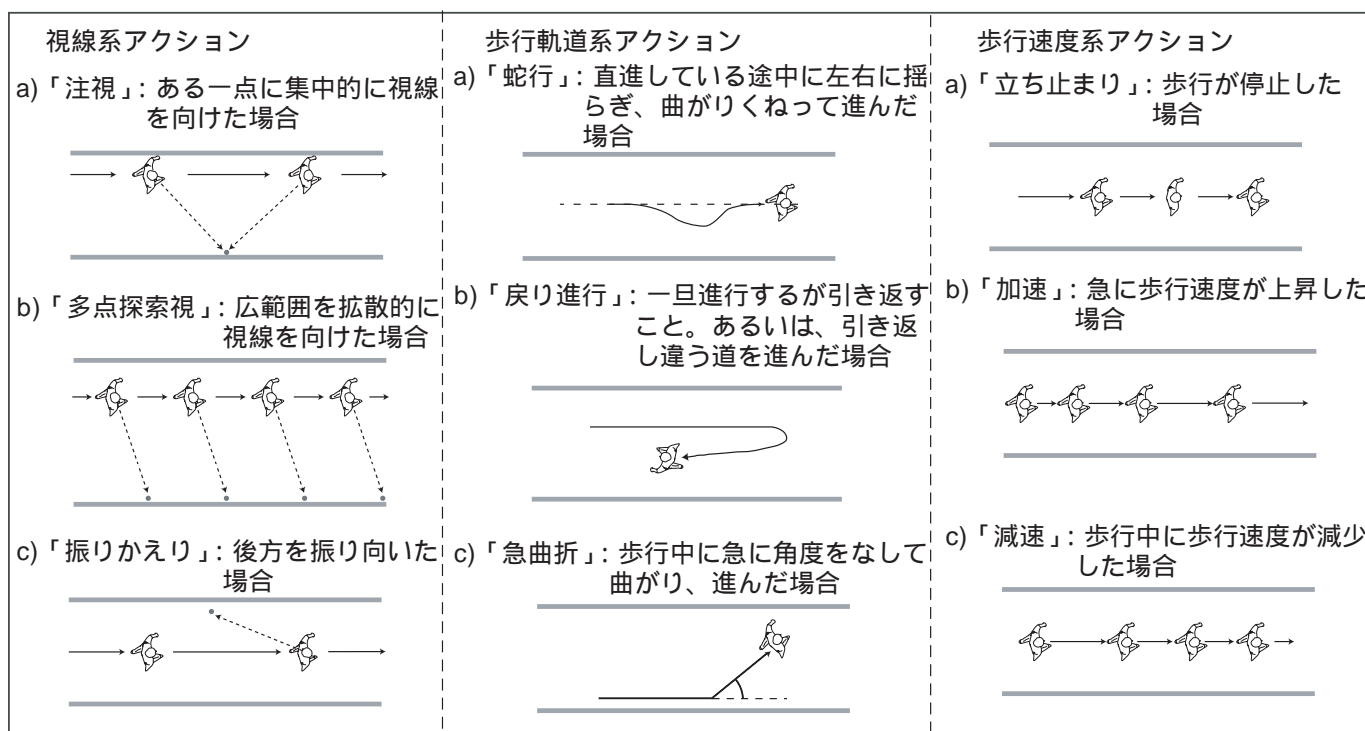 視線系アクション
a)「注視」：ある一点に集中的に視線
を向けた場合
b)「多点探索視」：広範囲を拡散的に
視線を向けた場合
c)「振りかえり」：後方を振り向いた
場合
歩行軌道系アクション
a)「蛇行」：直進している途中に左右に揺
らぎ、曲がりくねって進んだ
場合
b)「戻り進行」：一旦進行するが引き返す
こと。あるいは、引き返
し違う道を進んだ場合
c)「急曲折」：歩行中に急に角度をなして
曲がり、進んだ場合
歩行速度系アクション
a)「立ち止まり」：歩行が停止した
場合
b)「加速」：急に歩行速度が上昇した
場合
c)「減速」：歩行中に歩行速度が減少
した場合